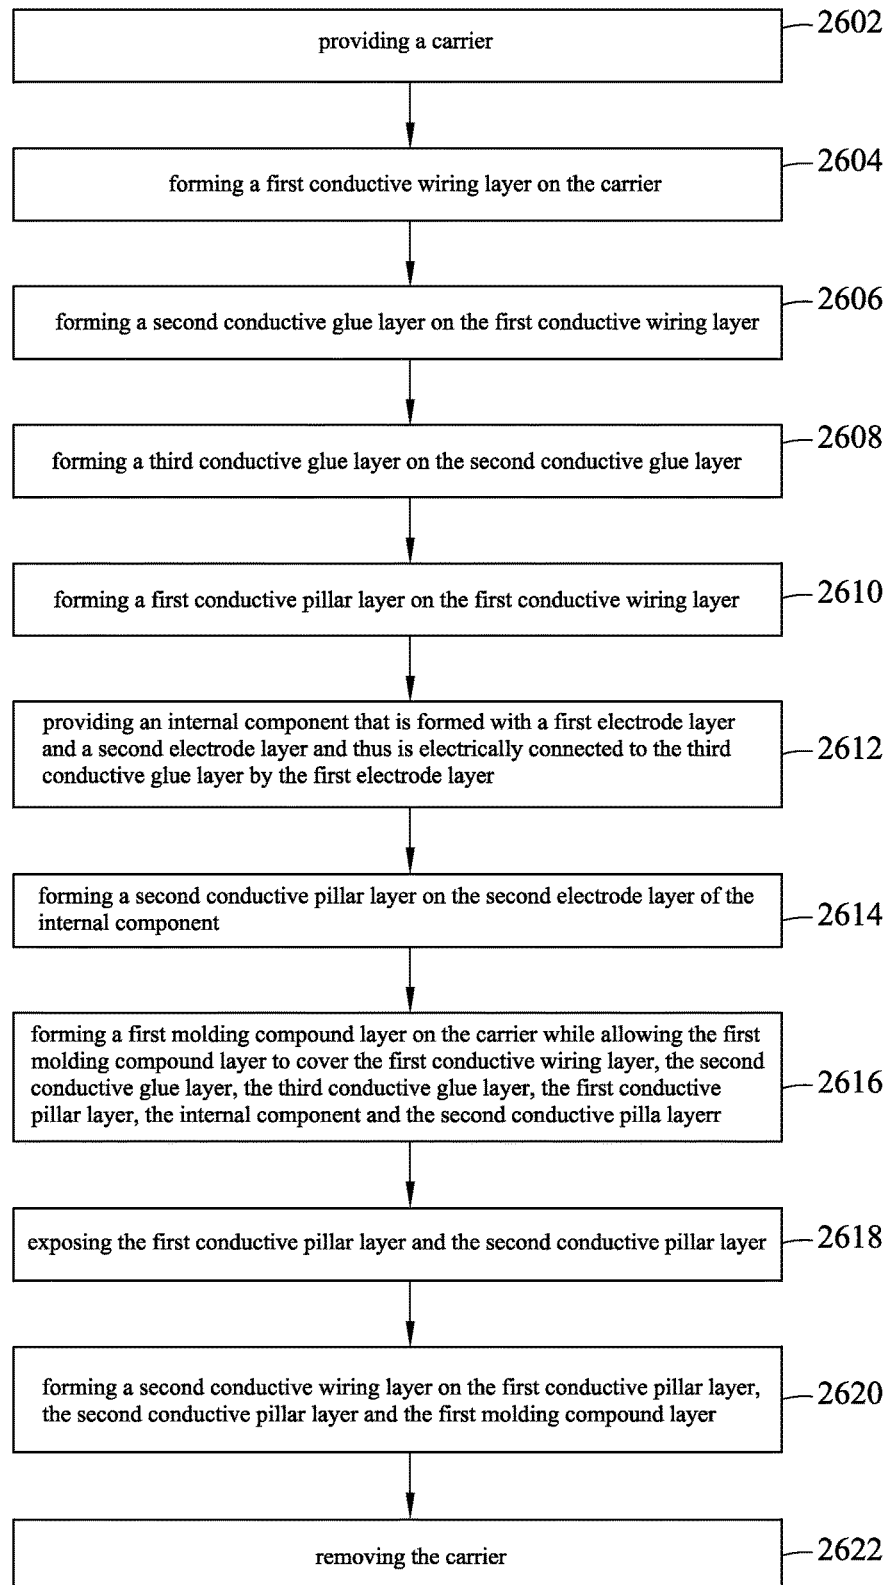 providing a carrier
2602
forming a first conductive wiring layer on the carrier
2604
forming a second conductive glue layer on the first conductive wiring layer
2606
forming a third conductive glue layer on the second conductive glue layer
2608
forming a first conductive pillar layer on the first conductive wiring layer
2610
providing an internal component that is formed with a first electrode layer
and a second electrode layer and thus is electrically connected to the third
conductive glue layer by the first electrode layer
2612
forming a second conductive pillar layer on the second electrode layer of the
internal component
2614
forming a first molding compound layer on the carrier while allowing the first
molding compound layer to cover the first conductive wiring layer, the second
conductive glue layer, the third conductive glue layer, the first conductive
pillar layer, the internal component and the second conductive pilla layerr
2616
exposing the first conductive pillar layer and the second conductive pillar layer
2618
forming a second conductive wiring layer on the first conductive pillar layer,
the second conductive pillar layer and the first molding compound layer
2620
removing the carrier
2622